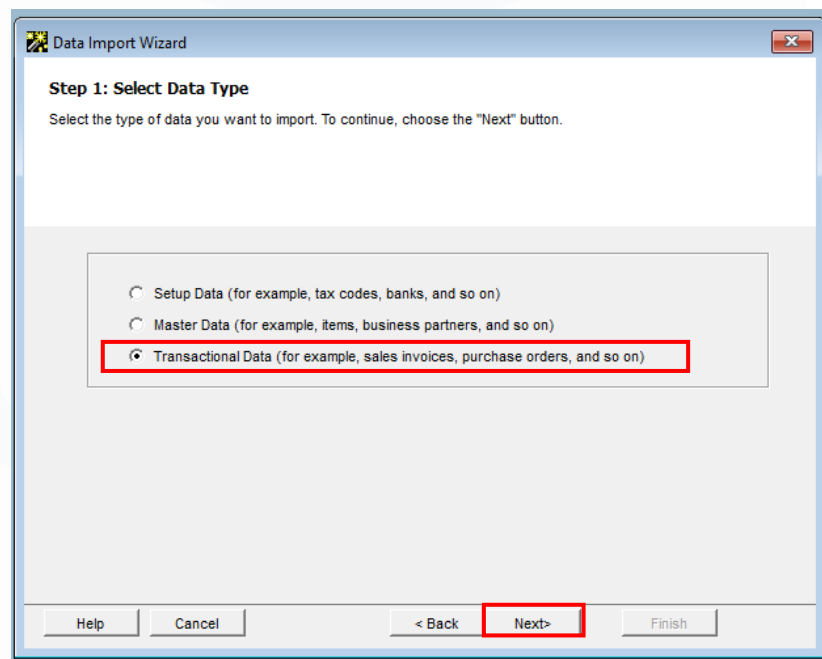 Data Import Wizard
Step 1: Select Data Type
Select the type of data you want to import. To continue, choose the "Next" button.
Setup Data (for example, tax codes, banks, and so on)
Master Data (for example, items, business partners, and so on)
Transactional Data (for example, sales invoices, purchase orders, and so on)
Help Cancel < Back Next> Finish